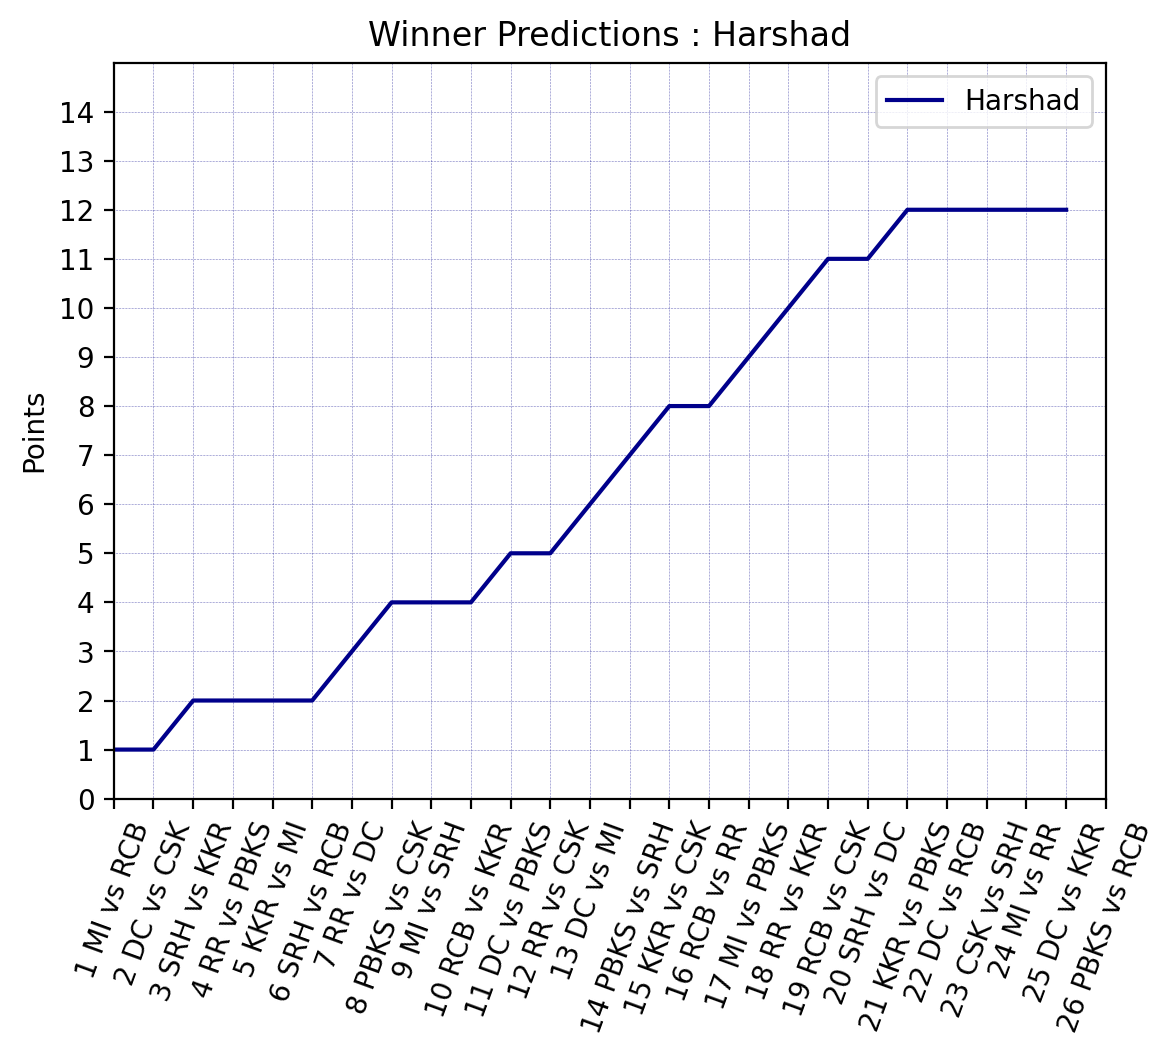 Winner Predictions : Harshad
Harshad
Points
14
13
12
11
10
9
8
7
6
5
4
3
2
1
0
1 MI vs RCB
2 DC vs CSK
3 SRH vs KKR
4 RR vs PBKS
5 KKR vs MI
6 SRH vs RCB
7 RR vs DC
8 PBKS vs CSK
9 MI vs SRH
10 RCB vs KKR
11 DC vs PBKS
12 RR vs CSK
13 DC vs MI
14 PBKS vs SRH
15 KKR vs CSK
16 RCB vs RR
17 MI vs PBKS
18 RR vs KKR
19 RCB vs CSK
20 SRH vs DC
21 KKR vs PBKS
22 DC vs RCB
23 CSK vs SRH
24 MI vs RR
25 DC vs KKR
26 PBKS vs RCB